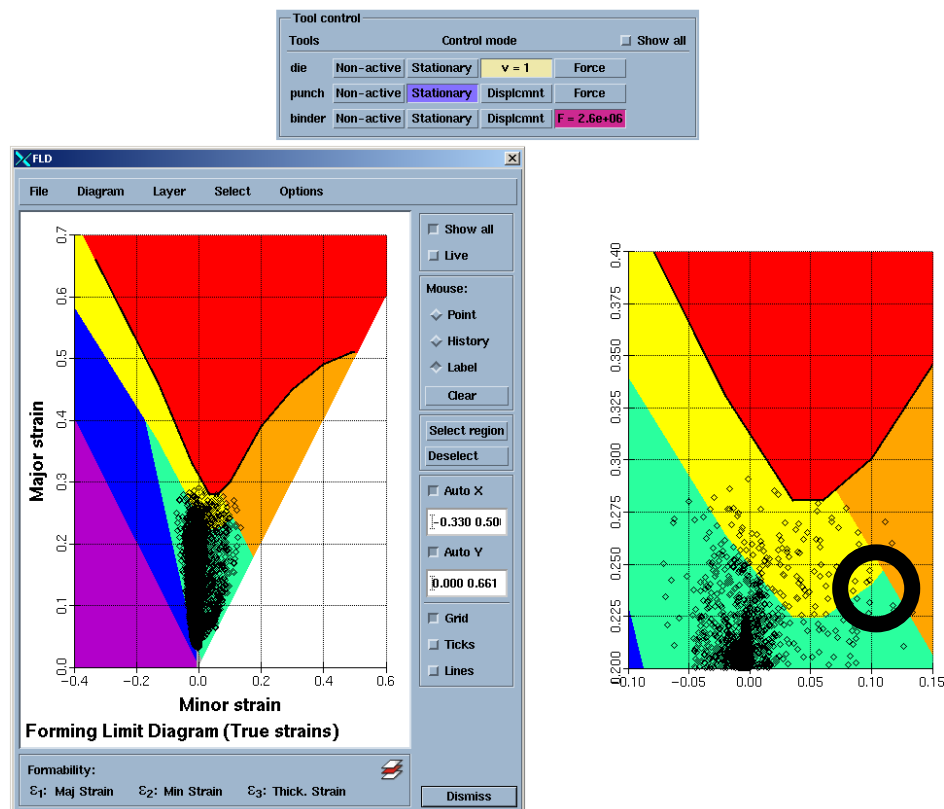 Tool control
Tools Control mode Show all
die Non-active Stationary v = 1 Force
punch Non-active Stationary Displcmnt Force
binder Non-active Stationary Displcmnt F = 2.6e+06
FLD
File Diagram Layer Select Options
Show all
Live
Mouse:
Point
History
Label
Clear
Select region
Deselect
Auto X
-0.330 0.50
Auto Y
0.000 0.661
Grid
Ticks
Lines
0.7
0.6
0.5
0.4
0.3
0.2
0.1
0.0
Major strain
-0.4 -0.2 0.0 0.2 0.4 0.6
Minor strain
Forming Limit Diagram (True strains)
Formability:
ε1: Maj Strain ε2: Min Strain ε3: Thick. Strain
Dismiss
0.40
0.375
0.350
0.325
0.300
0.275
0.250
0.225
0.200
-0.10 -0.05 0.00 0.05 0.10 0.15